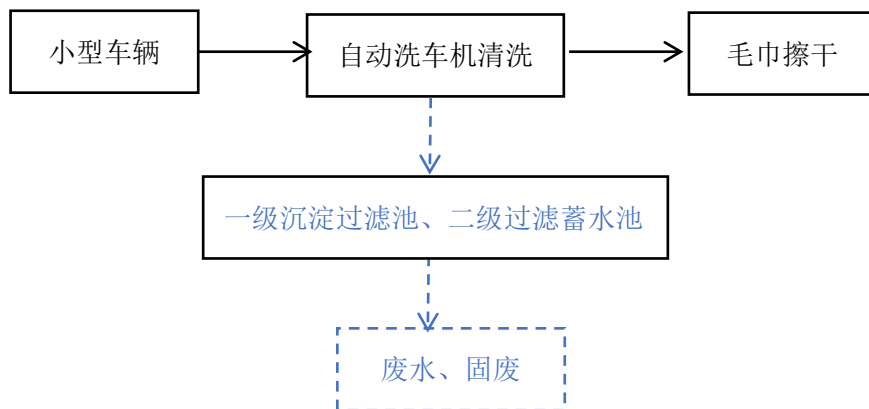 小型车辆
自动洗车机清洗
毛巾擦干
一级沉淀过滤池、二级过滤蓄水池
废水、固废